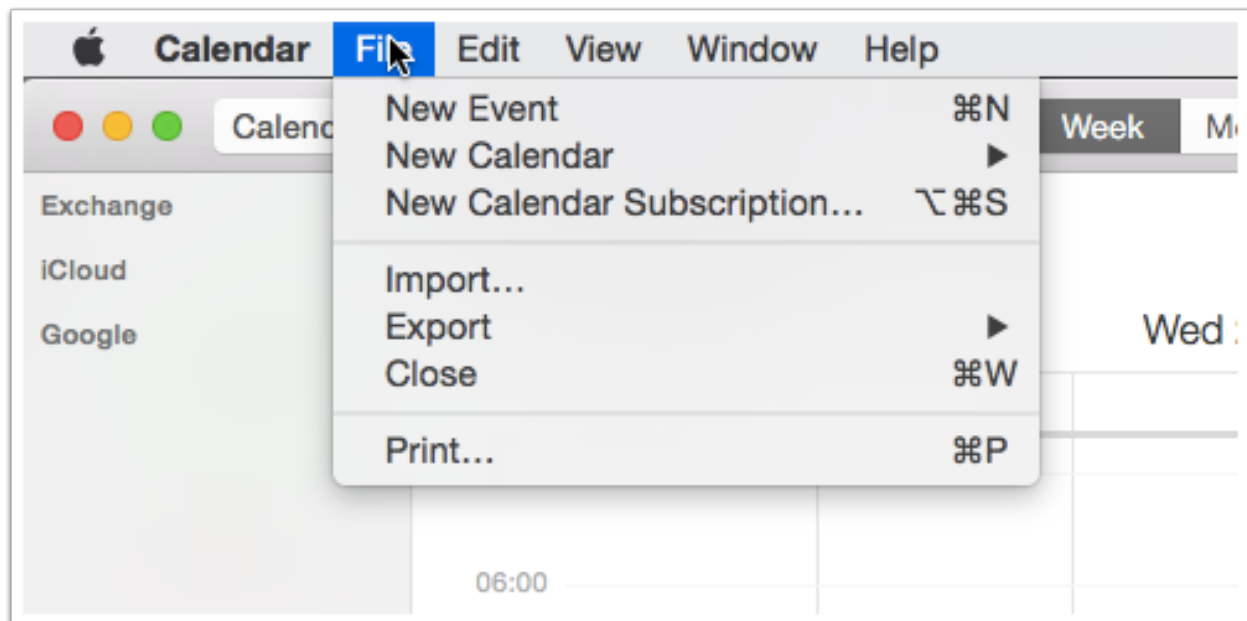 Calendar File Edit View Window Help
Week
New Event ⌘N
New Calendar ▶
New Calendar Subscription... ⌥⌘S
Import...
Export ▶
Close ⌘W
Print... ⌘P
Exchange
iCloud
Google
Wed
06:00